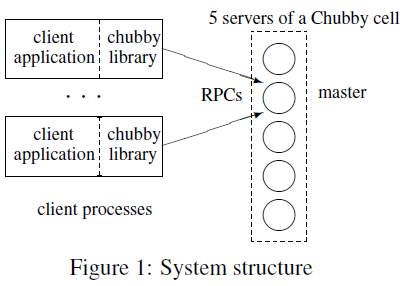 5 servers of a Chubby cell
client chubby
application library
RPCs
master
. . .
client chubby
application library
client processes
Figure 1: System structure